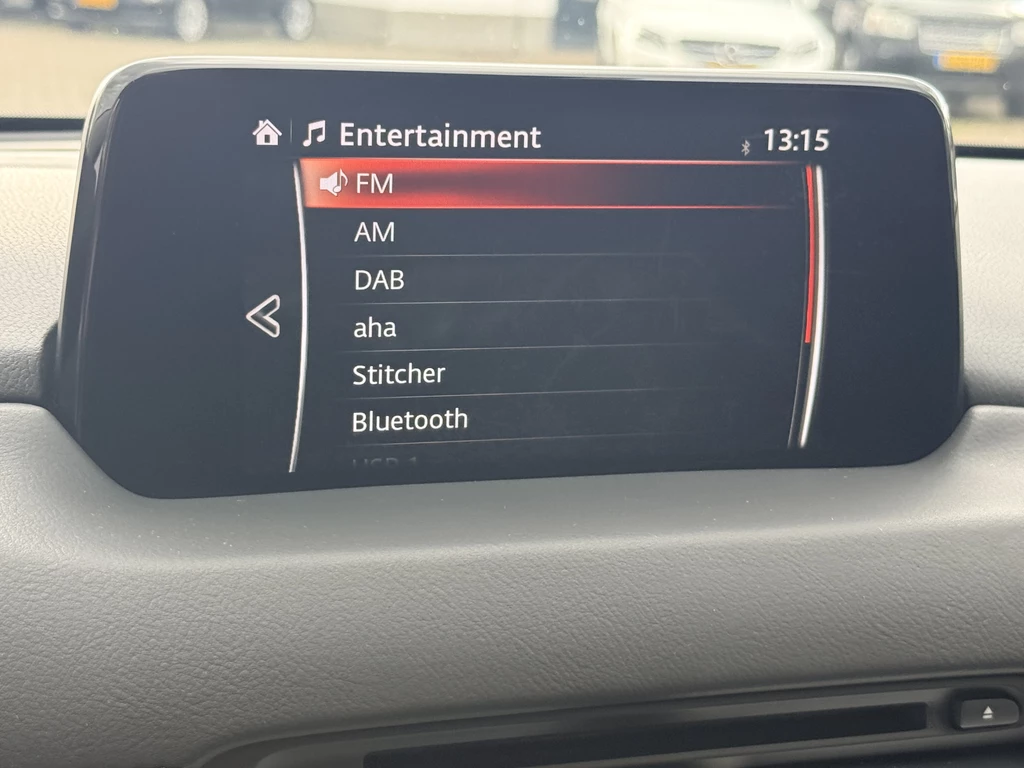 Entertainment 13:15
FM
AM
DAB
aha
Stitcher
Bluetooth